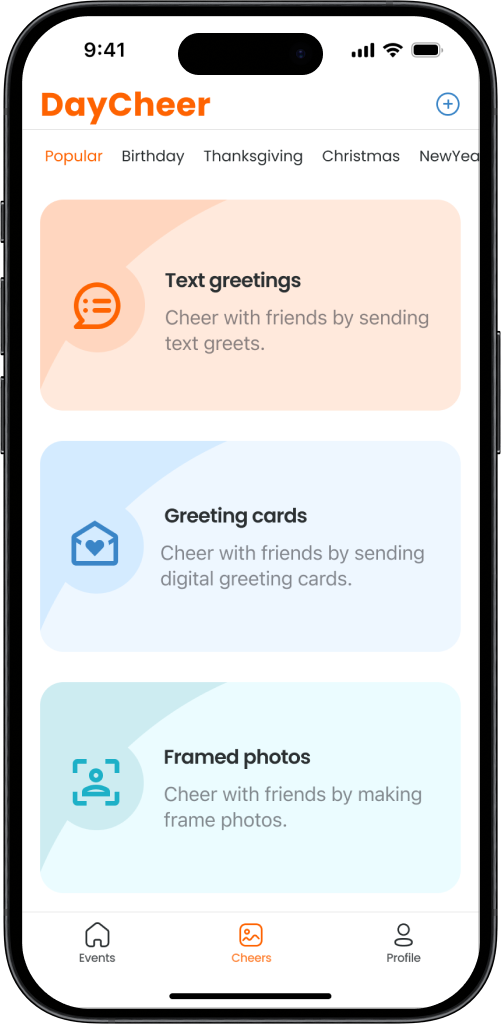 9:41
DayCheer
Popular Birthday Thanksgiving Christmas NewYea
Text greetings
Cheer with friends by sending
text greets.
Greeting cards
Cheer with friends by sending
digital greeting cards.
Framed photos
Cheer with friends by making
frame photos.
Events Cheers Profile